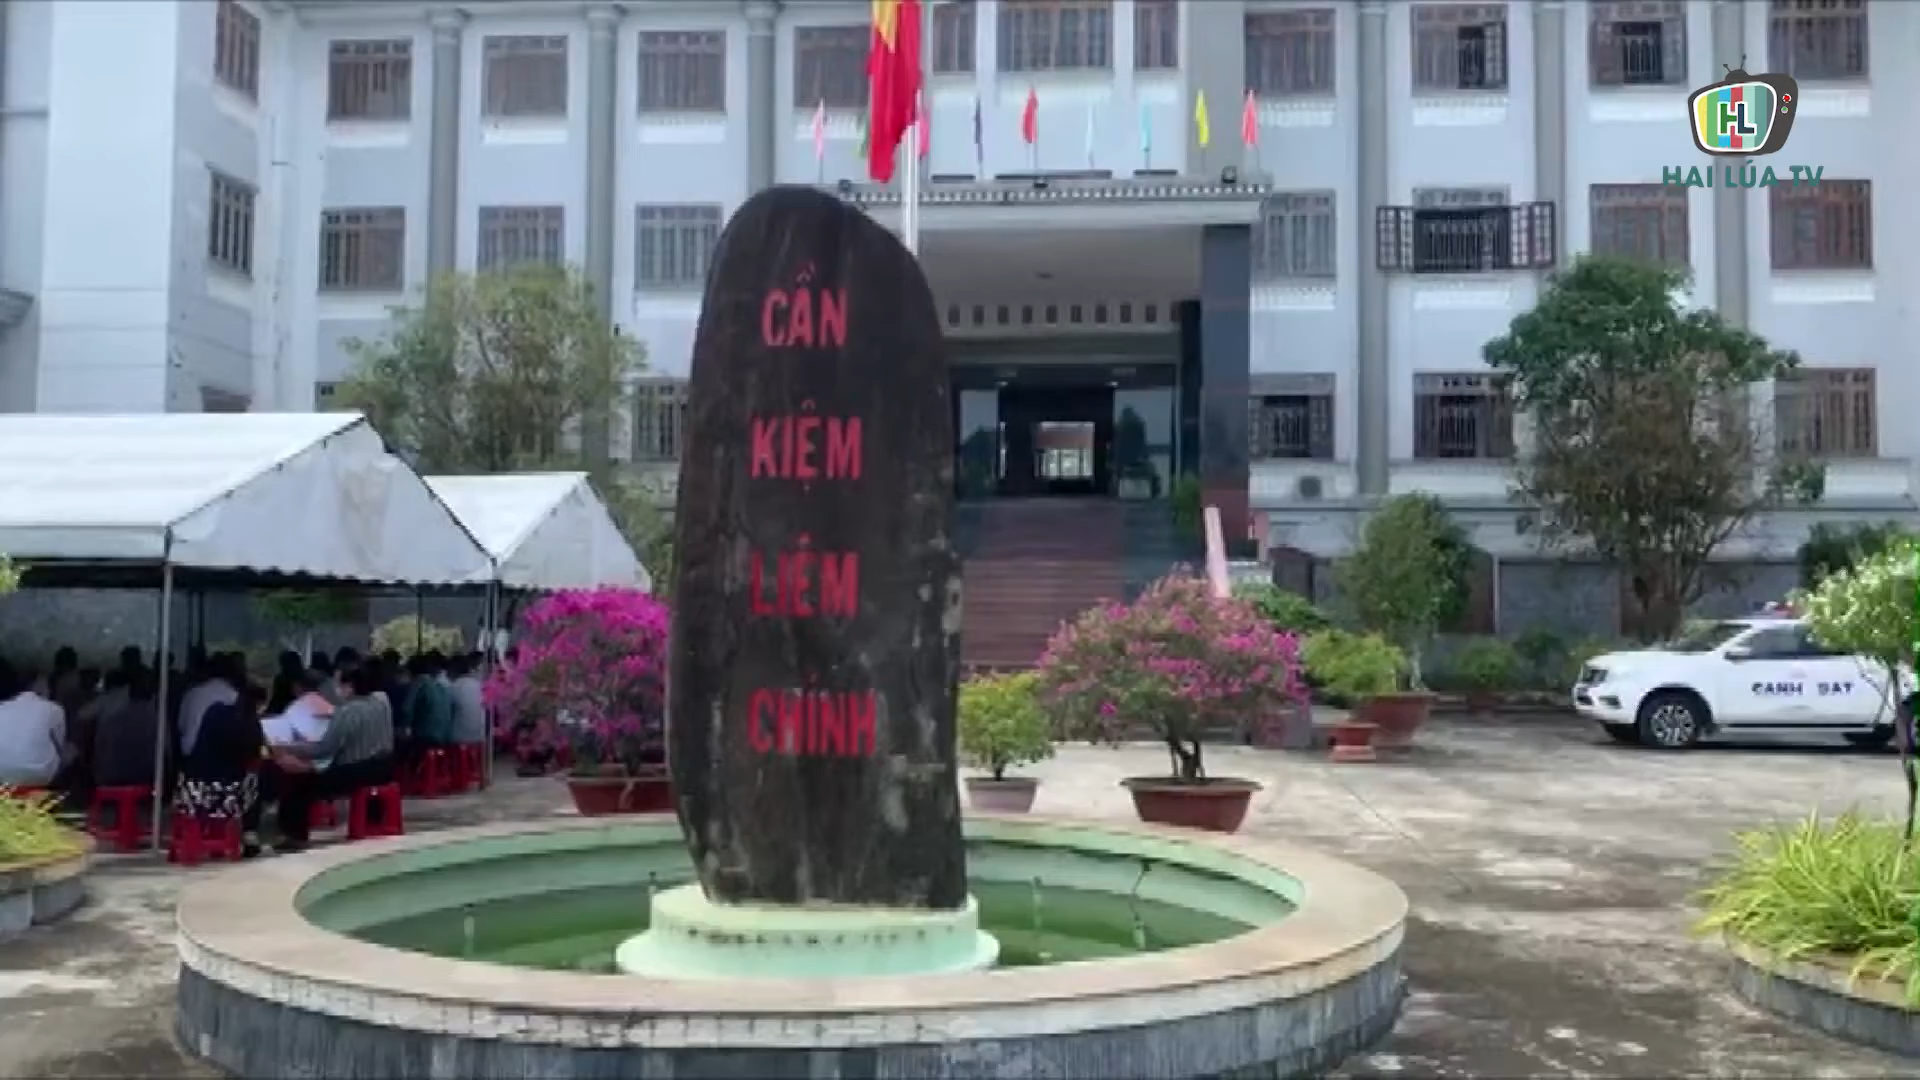 HL
HAI LÚA TV
CẦN
KIỆM
LIÊM
CHÍNH
CẢNH SÁT